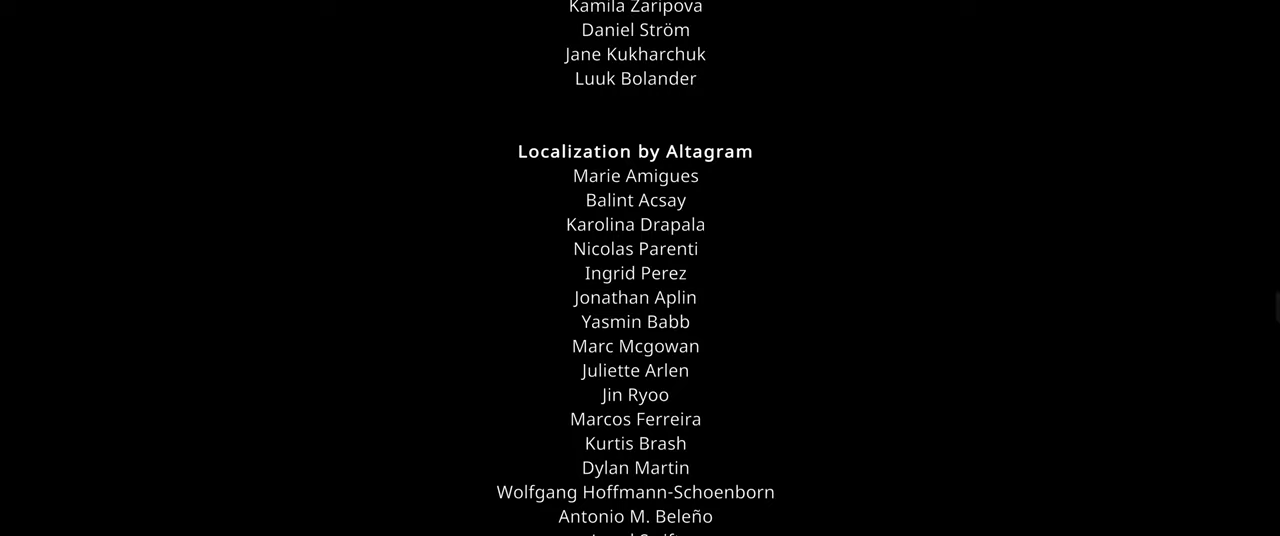 Kamila Zaripova
Daniel Ström
Jane Kukharchuk
Luuk Bolander
Localization by Altagram
Marie Amigues
Balint Acsay
Karolina Drapala
Nicolas Parenti
Ingrid Perez
Jonathan Aplin
Yasmin Babb
Marc Mcgowan
Juliette Arlen
Jin Ryoo
Marcos Ferreira
Kurtis Brash
Dylan Martin
Wolfgang Hoffmann-Schoenborn
Antonio M. Beleño